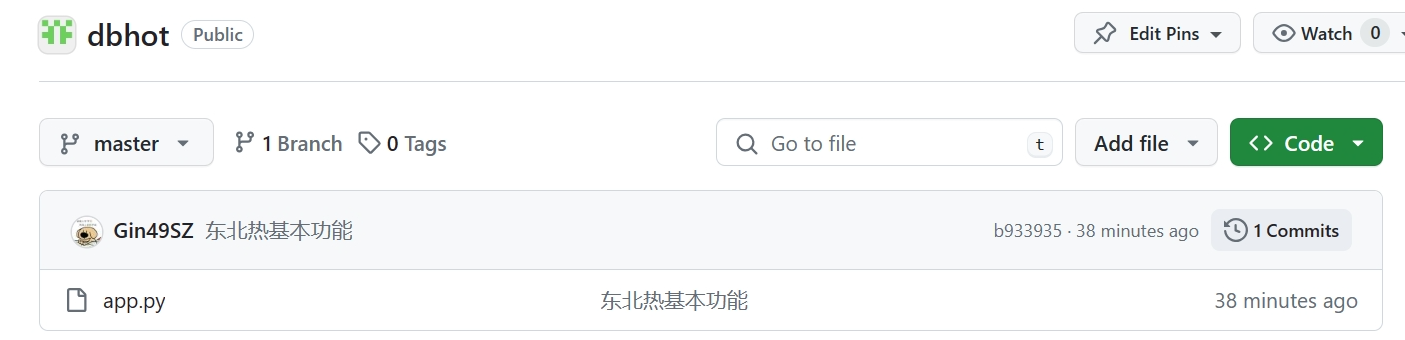 dbhot Public Edit Pins Watch 0
master 1 Branch 0 Tags Go to file t Add file Code
Gin49SZ 东北热基本功能 b933935 · 38 minutes ago 1 Commits
app.py 东北热基本功能 38 minutes ago